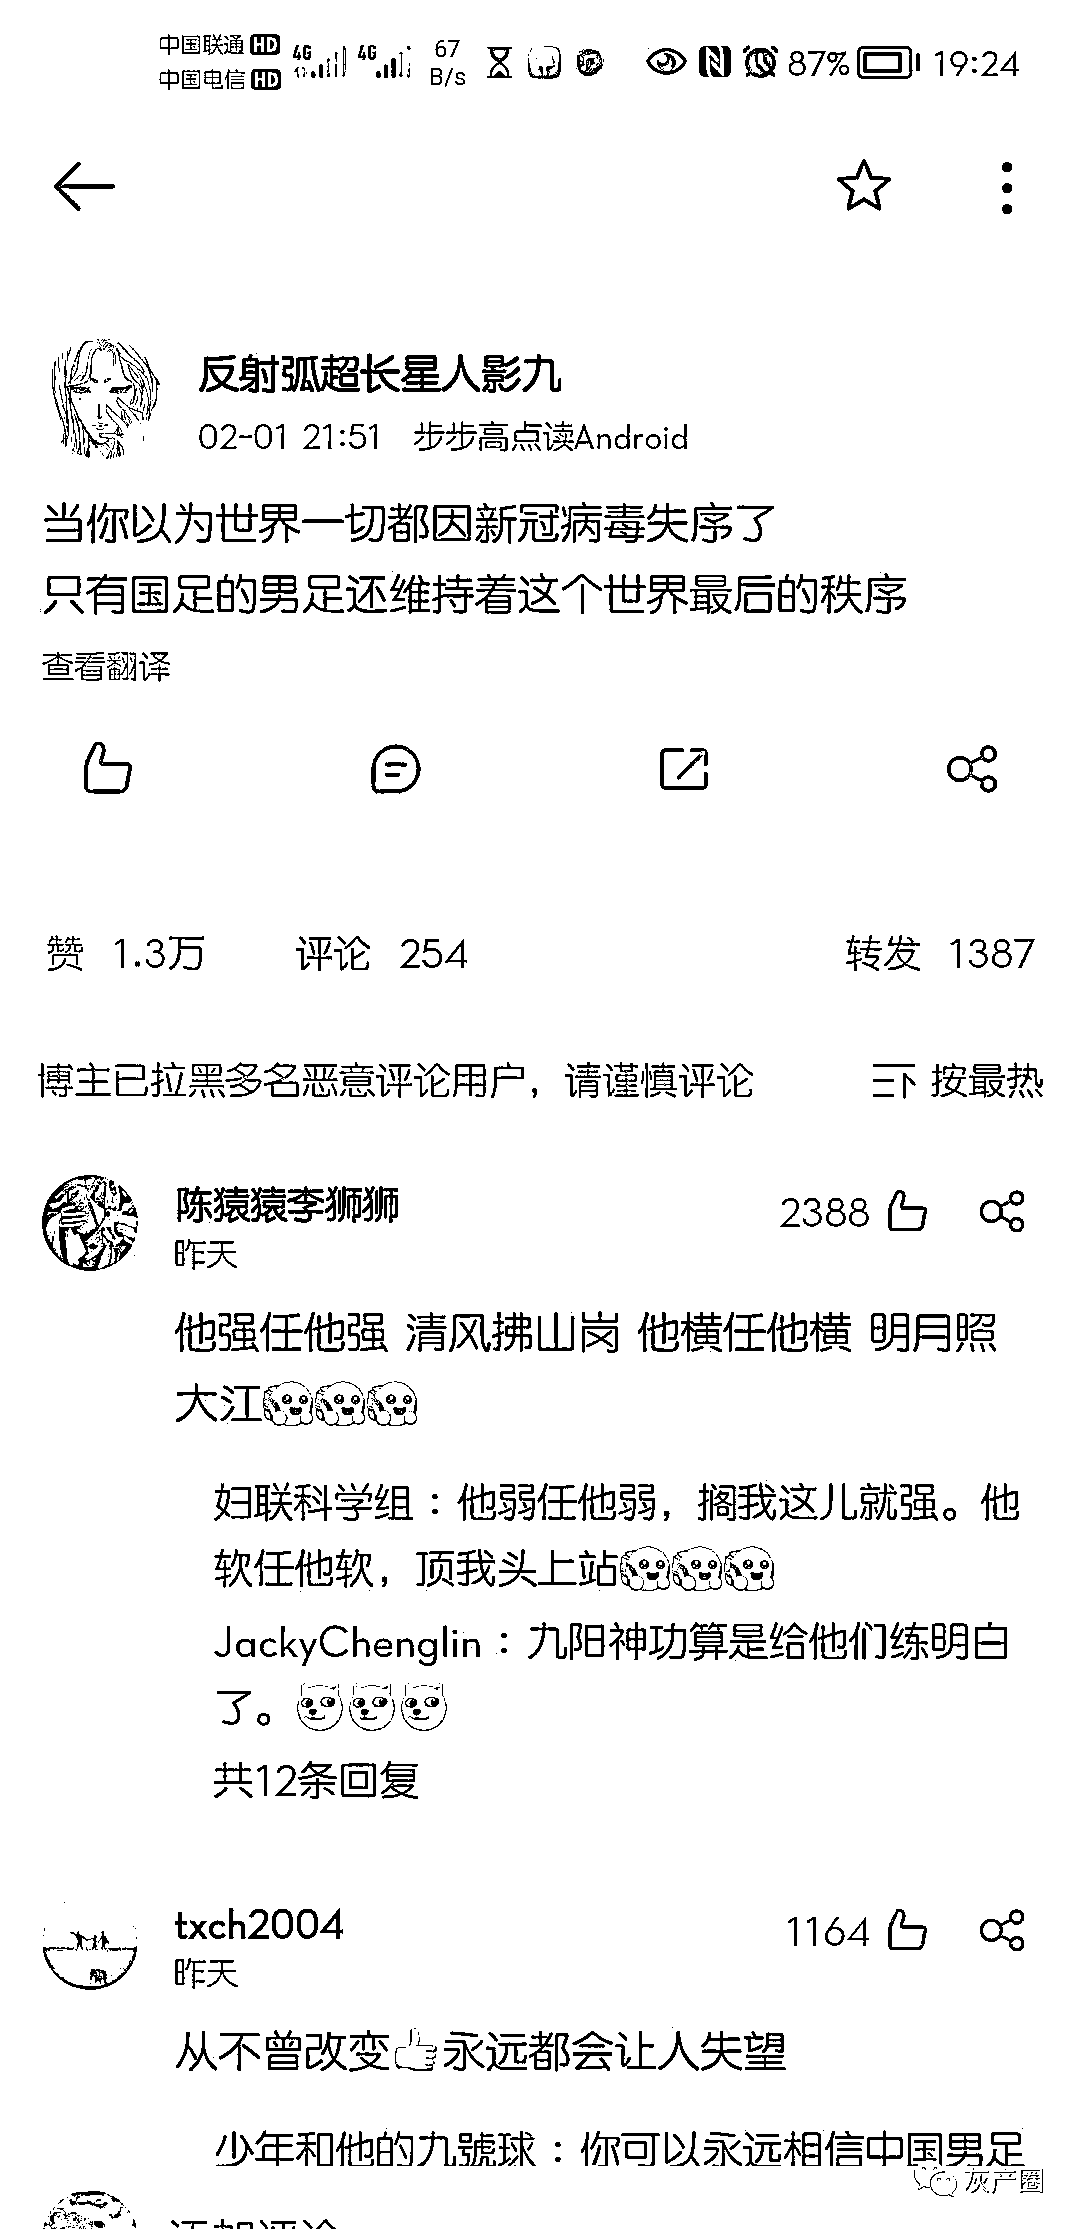 中国联通 HD 4G 4G 67 87% 19:24
中国电信 HD B/s
反射弧超长星人影九
02-01 21:51 步步高点读Android
当你以为世界一切都因新冠病毒失序了
只有国足的男足还维持着这个世界最后的秩序
查看翻译
赞 1.3万 评论 254 转发 1387
博主已拉黑多名恶意评论用户，请谨慎评论 按最热
陈猿猿李狮狮 2388
昨天
他强任他强 清风拂山岗 他横任他横 明月照
大江
妇联科学组：他弱任他弱，搁我这儿就强。他
软任他软，顶我头上站
JackyChenglin：九阳神功算是给他们练明白
了。
共12条回复
txch2004 1164
昨天
从不曾改变👍永远都会让人失望
少年和他的九號球：你可以永远相信中国男足
灰产圈